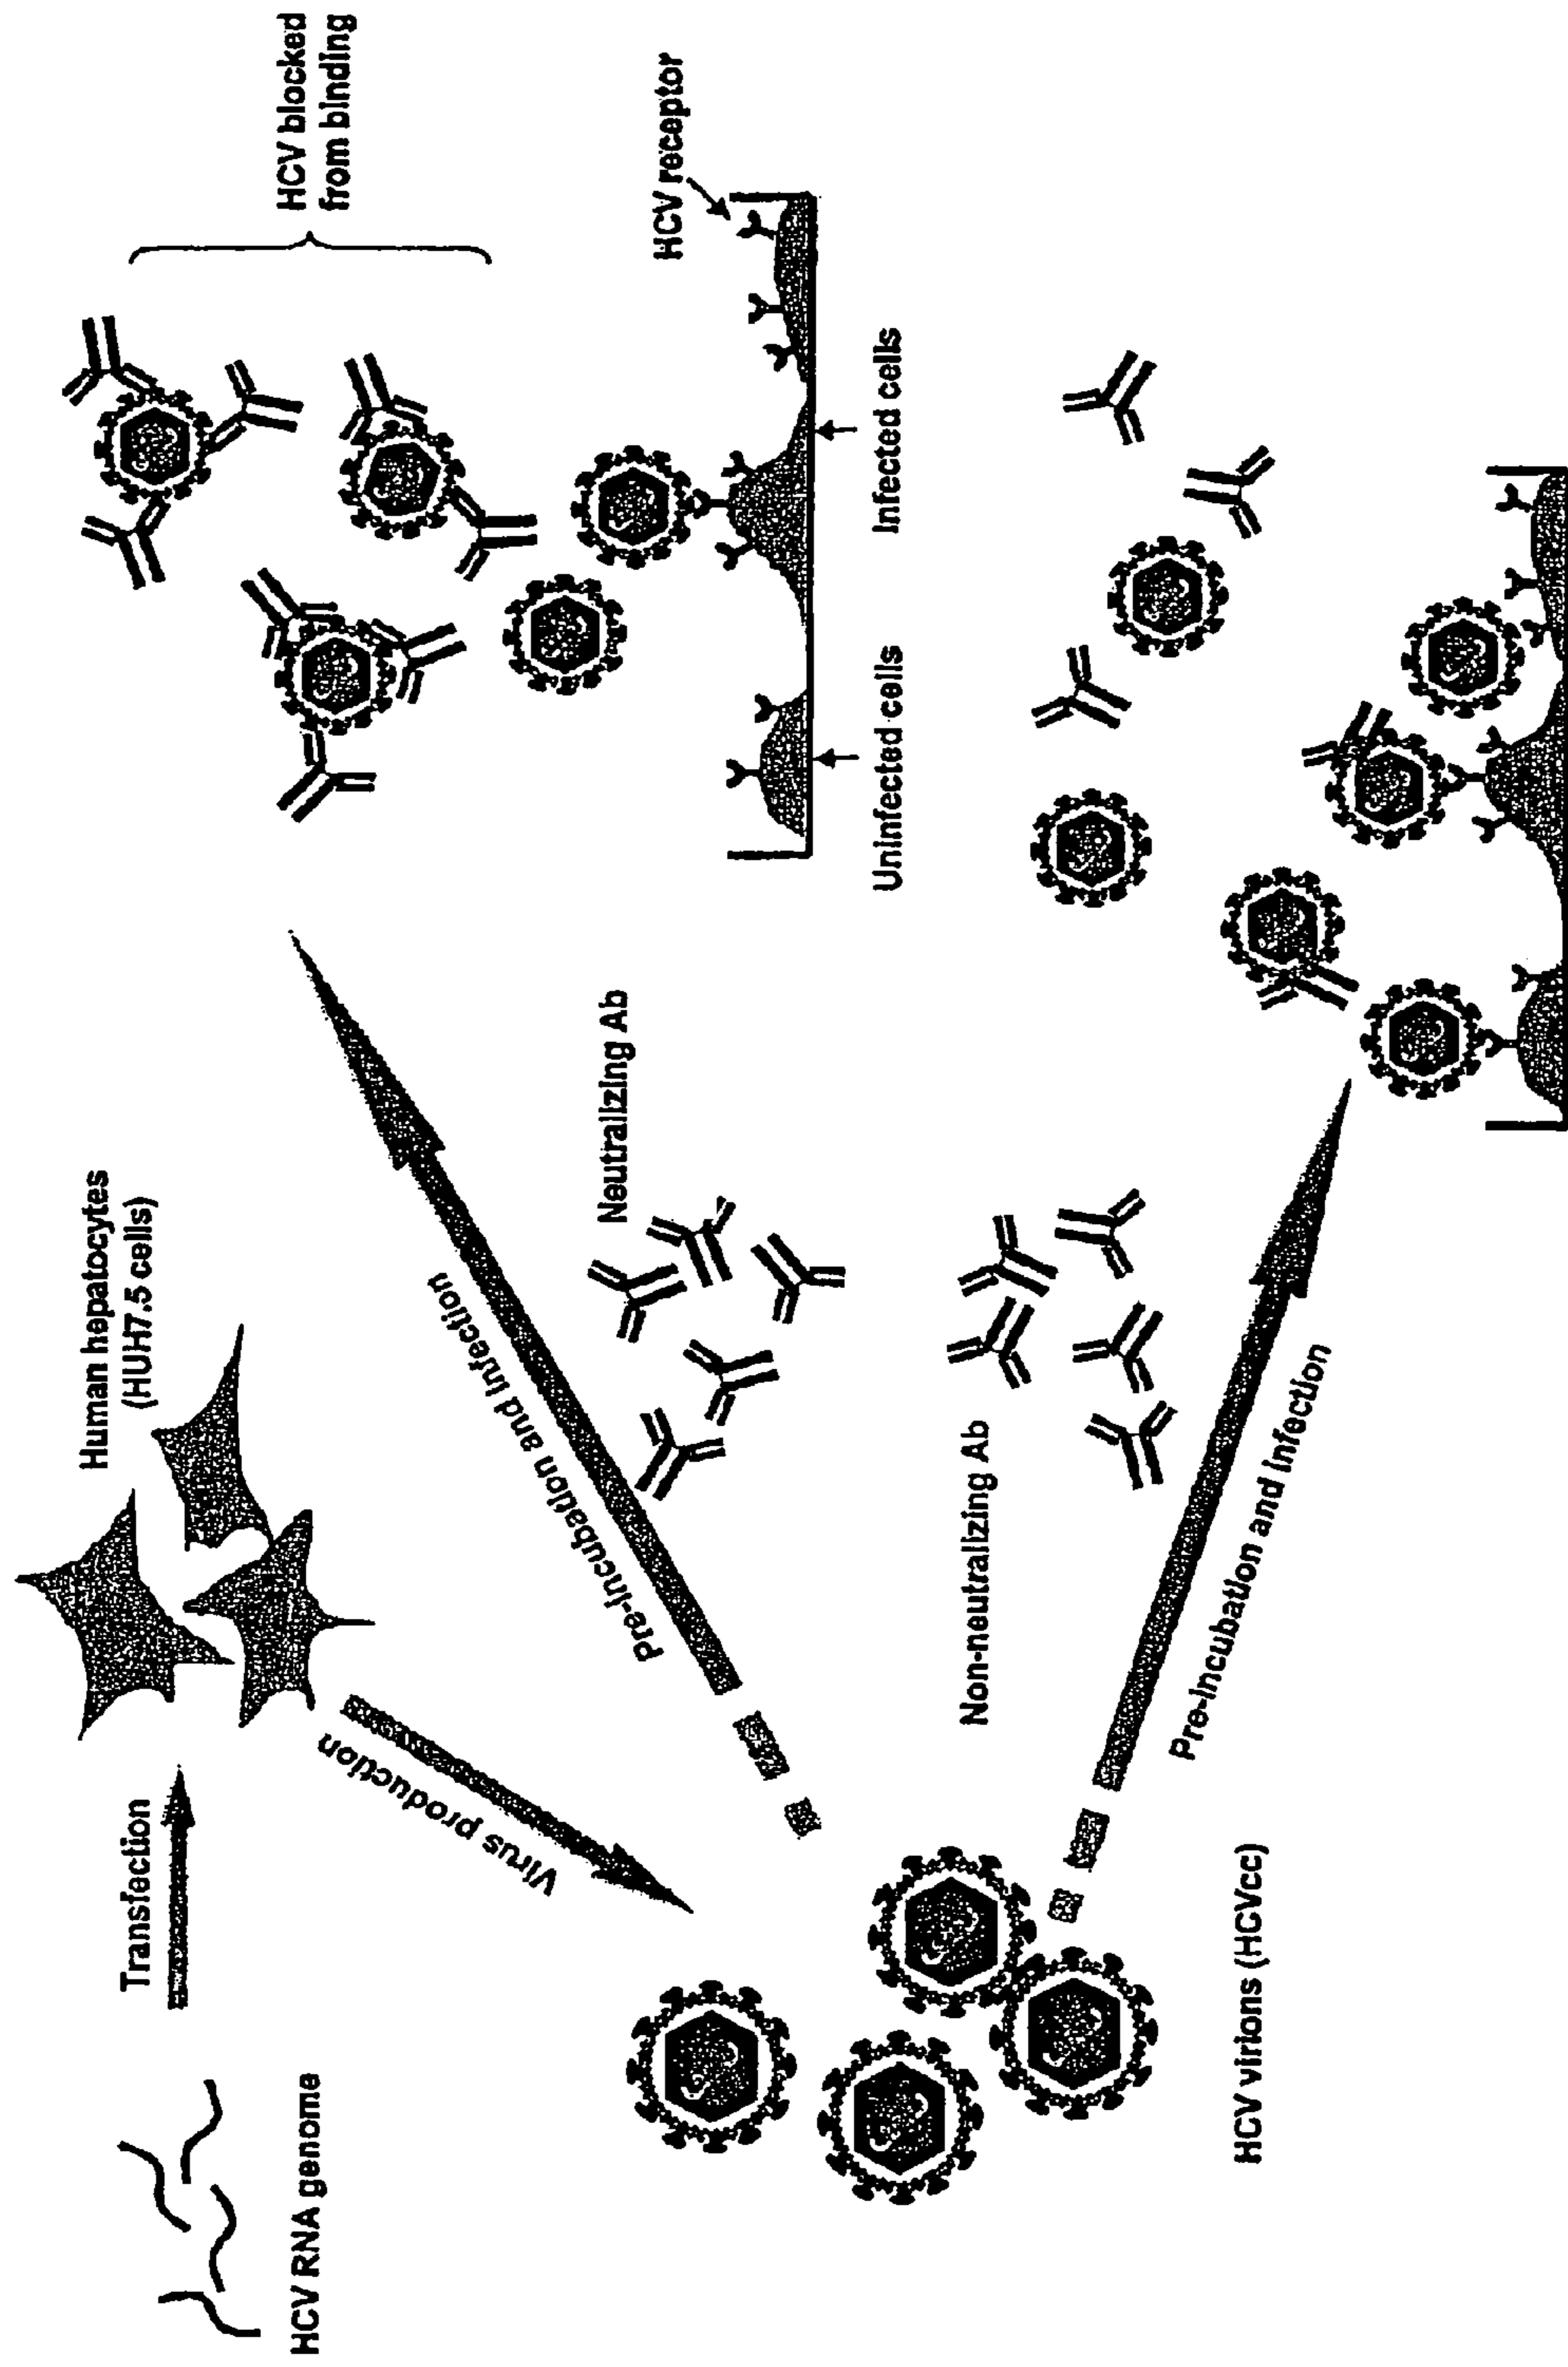 HCV RNA genome
Transfection
Human hepatocytes
(HUH7.5 cells)
Virus production
HCV virions (HCVcc)
Pre-incubation and infection
Neutralizing Ab
Non-neutralizing Ab
Pre-incubation and infection
HCV blocked
from binding
HCV receptor
Uninfected cells
Infected cells